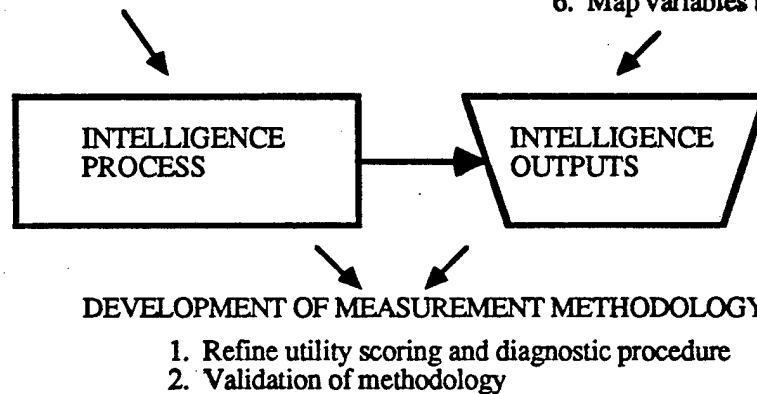 6. Map variables
INTELLIGENCE
PROCESS
INTELLIGENCE
OUTPUTS
DEVELOPMENT OF MEASUREMENT METHODOLOGY
1. Refine utility scoring and diagnostic procedure
2. Validation of methodology